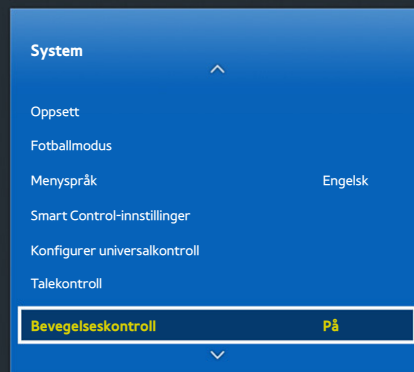 System
Oppsett
Fotballmodus
Menyspråk Engelsk
Smart Control-innstillinger
Konfigurer universalkontroll
Talekontroll
Bevegelseskontroll På